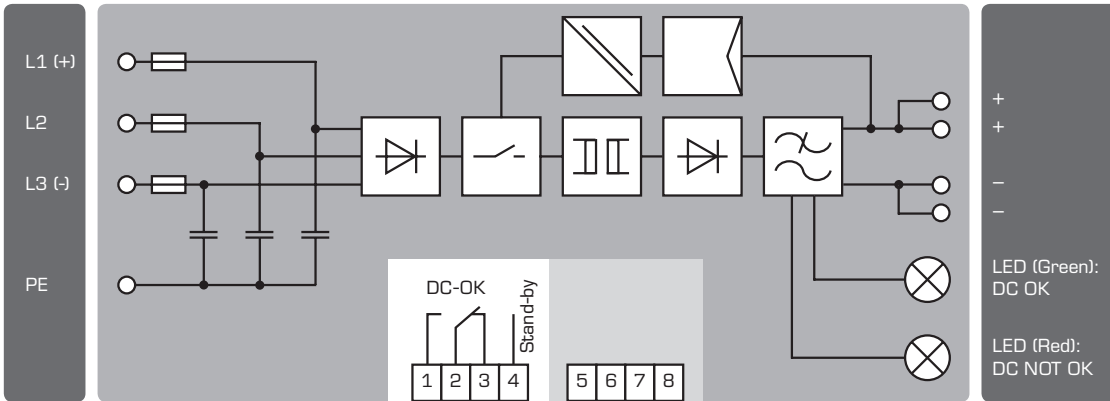 L1 (+)
L2
L3 (-)
PE
+
+
–
–
LED (Green):
DC OK
LED (Red):
DC NOT OK
DC-OK
Stand-by
1 2 3 4
5 6 7 8